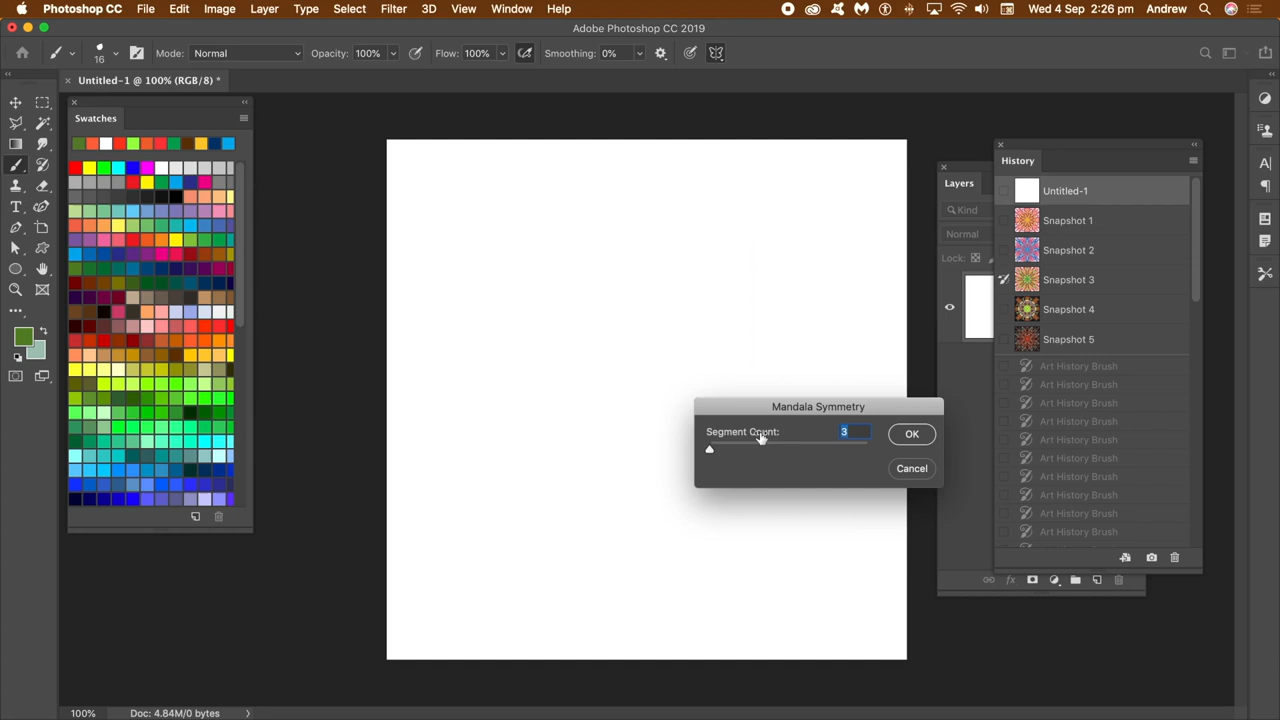 Photoshop CC File Edit Image Layer Type Select Filter 3D View Window Help Wed 4 Sep 2:26 pm Andrew
Adobe Photoshop CC 2019
16 Mode: Normal Opacity: 100% Flow: 100% Smoothing: 0%
Untitled-1 @ 100% (RGB/8) *
Swatches
History
Layers
Untitled-1
Kind
Snapshot 1
Normal
Snapshot 2
Lock:
Snapshot 3
Snapshot 4
Snapshot 5
Art History Brush
Art History Brush
Art History Brush
Art History Brush
Art History Brush
Art History Brush
Art History Brush
Art History Brush
Art History Brush
Art History Brush
Mandala Symmetry
Segment Count: 3 OK
Cancel
fx
100% Doc: 4.84M/0 bytes